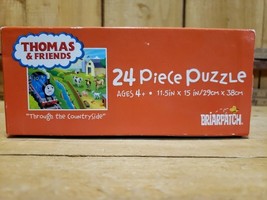 THOMAS
& FRIENDS
24 Piece Puzzle
AGES 4+ • 11.5in x 15 in/29cm x 38cm
"Through the Countryside"
BRIARPATCH